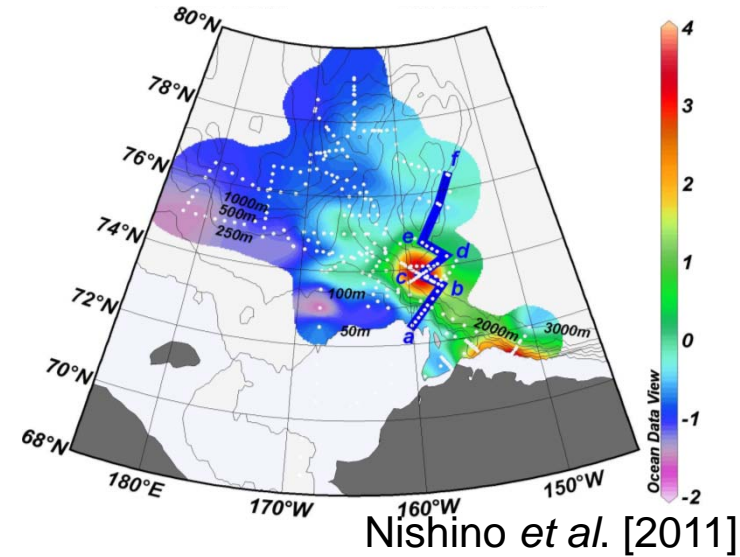 80°N
78°N
76°N
74°N
72°N
70°N
68°N
180°E
170°W
160°W
150°W
1000m
500m
250m
100m
50m
2000m
3000m
f
e
d
c
b
a
4
3
2
1
0
-1
-2
Ocean Data View
Nishino et al. [2011]